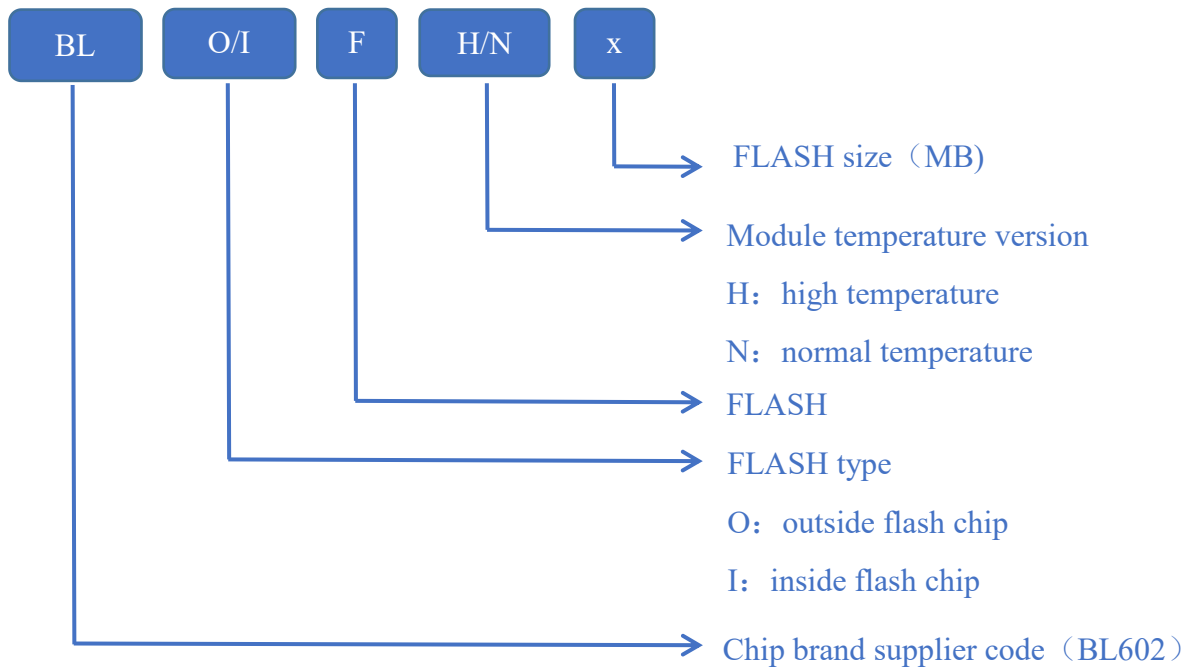 BL O/I F H/N x
FLASH size（MB)
Module temperature version
H：high temperature
N：normal temperature
FLASH
FLASH type
O：outside flash chip
I：inside flash chip
Chip brand supplier code（BL602）